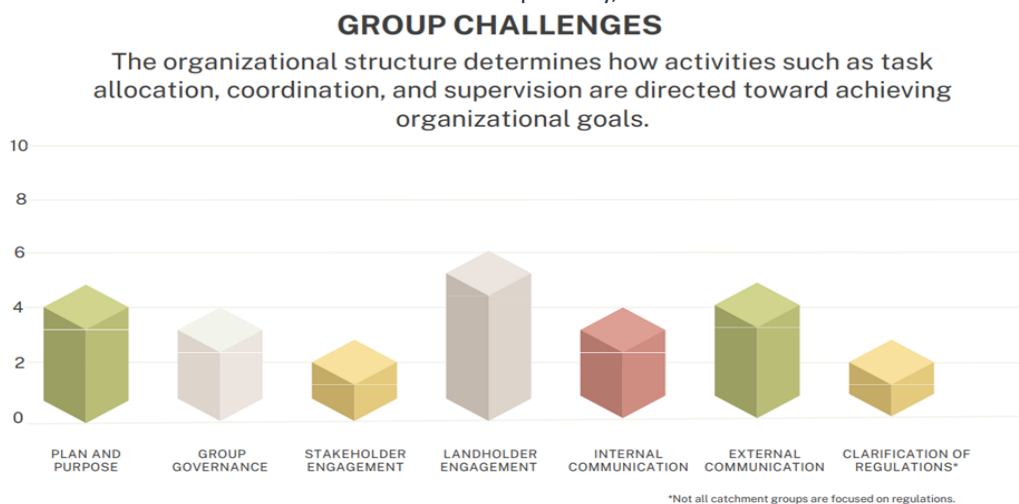 GROUP CHALLENGES
The organizational structure determines how activities such as task
allocation, coordination, and supervision are directed toward achieving
organizational goals.
10
8
6
4
2
0
PLAN AND
PURPOSE
GROUP
GOVERNANCE
STAKEHOLDER
ENGAGEMENT
LANDHOLDER
ENGAGEMENT
INTERNAL
COMMUNICATION
EXTERNAL
COMMUNICATION
CLARIFICATION OF
REGULATIONS*
*Not all catchment groups are focused on regulations.